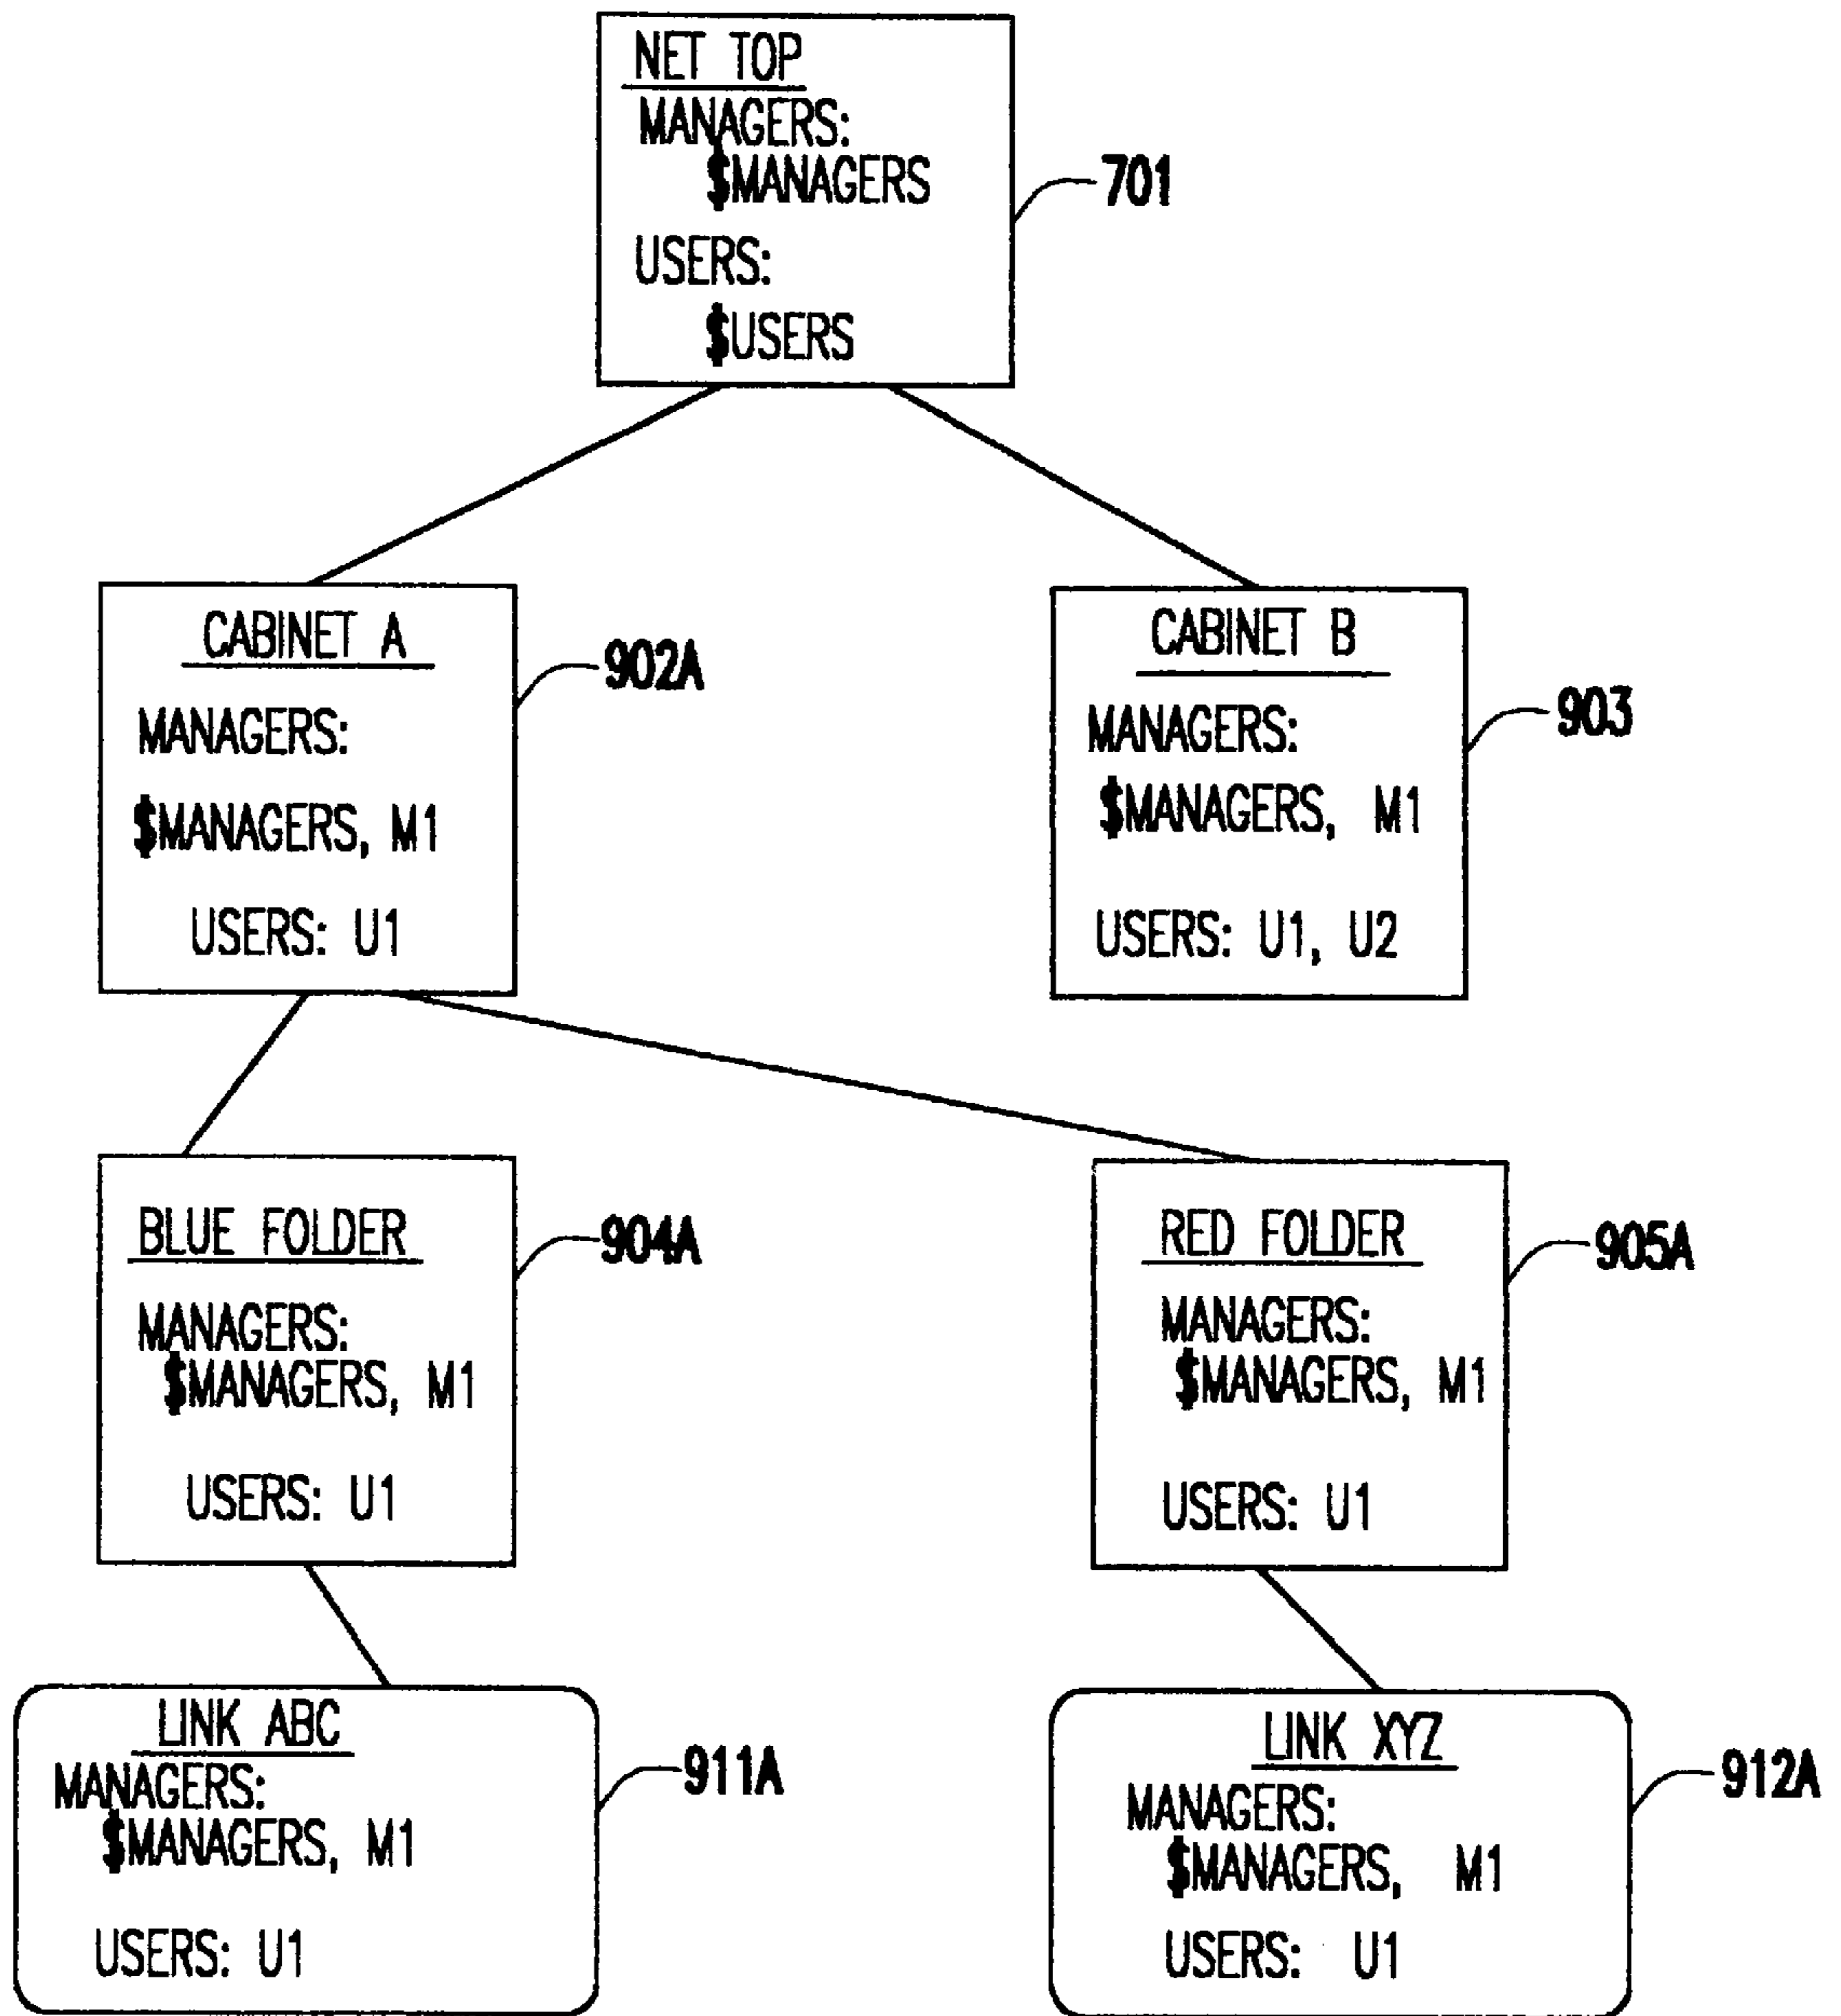 NET TOP
MANAGERS:
$MANAGERS
USERS:
$USERS
701
CABINET A
MANAGERS:
$MANAGERS, M1
USERS: U1
902A
CABINET B
MANAGERS:
$MANAGERS, M1
USERS: U1, U2
903
BLUE FOLDER
MANAGERS:
$MANAGERS, M1
USERS: U1
904A
RED FOLDER
MANAGERS:
$MANAGERS, M1
USERS: U1
905A
LINK ABC
MANAGERS:
$MANAGERS, M1
USERS: U1
911A
LINK XYZ
MANAGERS:
$MANAGERS, M1
USERS: U1
912A